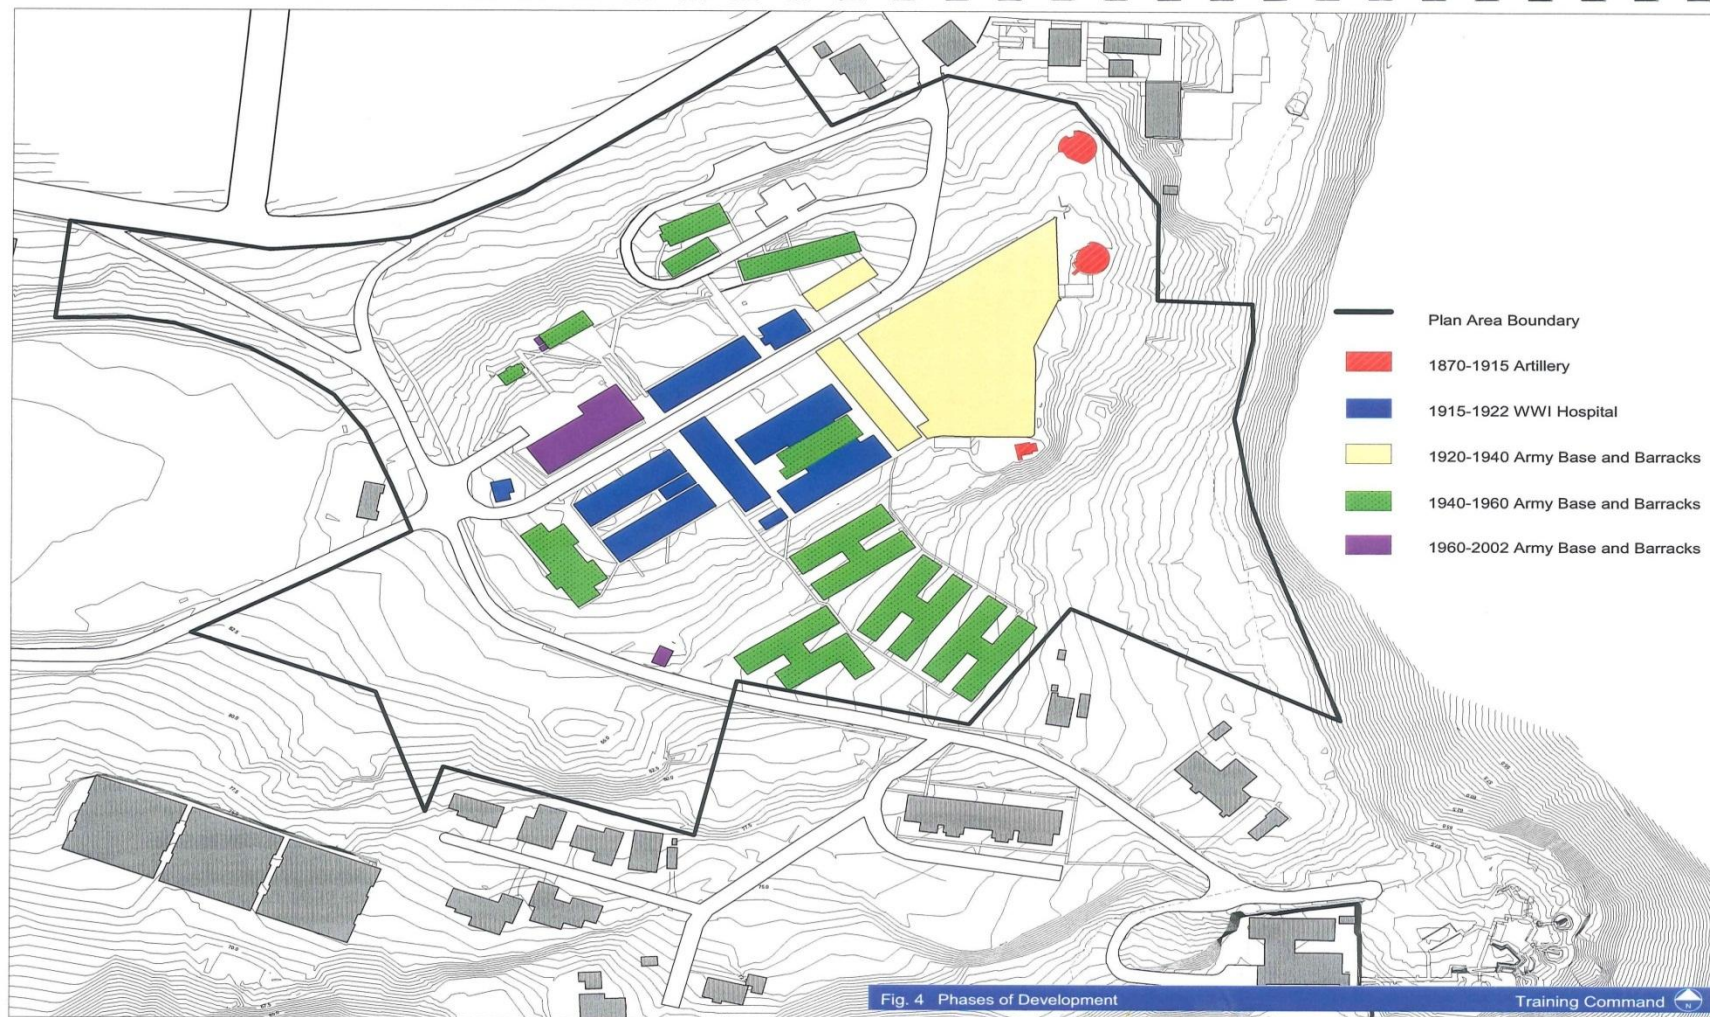 Plan Area Boundary
1870-1915 Artillery
1915-1922 WWI Hospital
1920-1940 Army Base and Barracks
1940-1960 Army Base and Barracks
1960-2002 Army Base and Barracks
Fig. 4 Phases of Development
Training Command
N